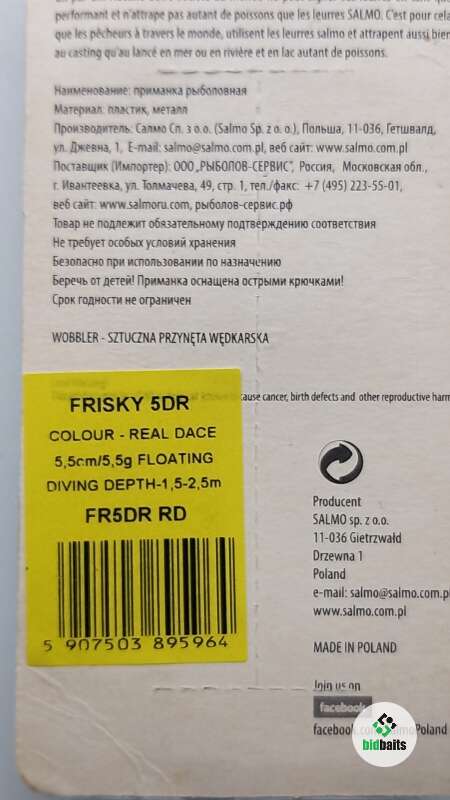 performant et n'attrape pas autant de poissons que les leurres SALMO. C'est pour cela
que les pêcheurs à travers le monde, utilisent les leurres salmo et attrapent aussi bien
au casting qu'au lancé en mer ou en rivière et en lac autant de poisson.
Наименование: приманка рыболовная
Материал: пластик, металл
Производитель: Салмо Сп. з о.о. (Salmo Sp. z o. o.), Польша, 11-036, Гетшвалд,
ул. Джевна, 1, E-mail: salmo@salmo.com.pl, веб сайт: www.salmo.com.pl
Поставщик (Импортер): ООО „РЫБОЛОВ-СЕРВИС", Россия, Московская обл.,
г. Ивантеевка, ул. Толмачева, 49, стр. 1, тел./факс: +7 (495) 223-55-01,
веб сайт: www.salmoru.com, рыболов-сервис.рф
Товар не подлежит обязательному подтверждению соответствия
Не требует особых условий хранения
Безопасно при использовании по назначению
Беречь от детей! Приманка оснащена острыми крючками!
Срок годности не ограничен
WOBBLER - SZTUCZNA PRZYNĘTA WĘDKARSKA
cause cancer, birth defects and other reproductive harm
FRISKY 5DR
COLOUR - REAL DACE
5,5cm/5,5g FLOATING
DIVING DEPTH-1,5-2,5m
FR5DR RD
5 907503 895964
Producent
SALMO sp. z o.o.
11-036 Gietrzwałd
Drzewna 1
Poland
e-mail: salmo@salmo.com.pl
www.salmo.com.pl
MADE IN POLAND
Join us on
facebook
facebook.com/SalmoPoland
bidbaits